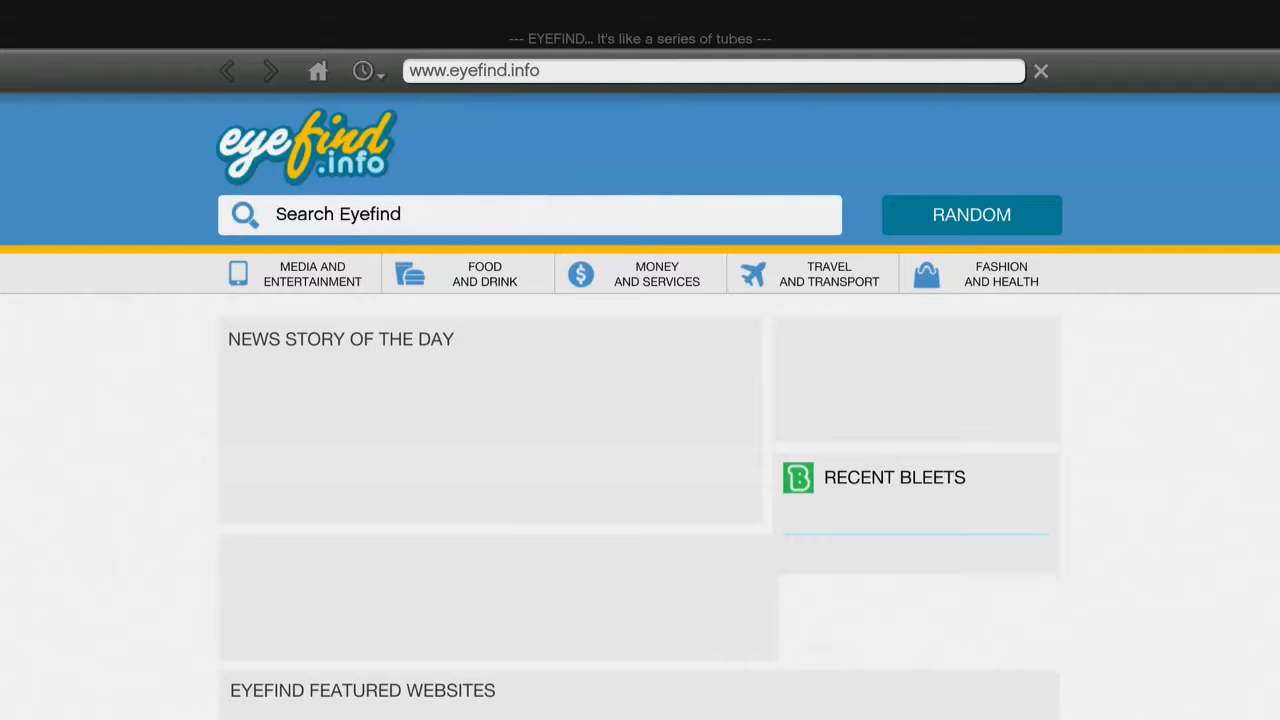 --- EYEFIND... It's like a series of tubes ---
www.eyefind.info
eyefind
.info
Search Eyefind
RANDOM
MEDIA AND
ENTERTAINMENT
FOOD
AND DRINK
MONEY
AND SERVICES
TRAVEL
AND TRANSPORT
FASHION
AND HEALTH
NEWS STORY OF THE DAY
B RECENT BLEETS
EYEFIND FEATURED WEBSITES